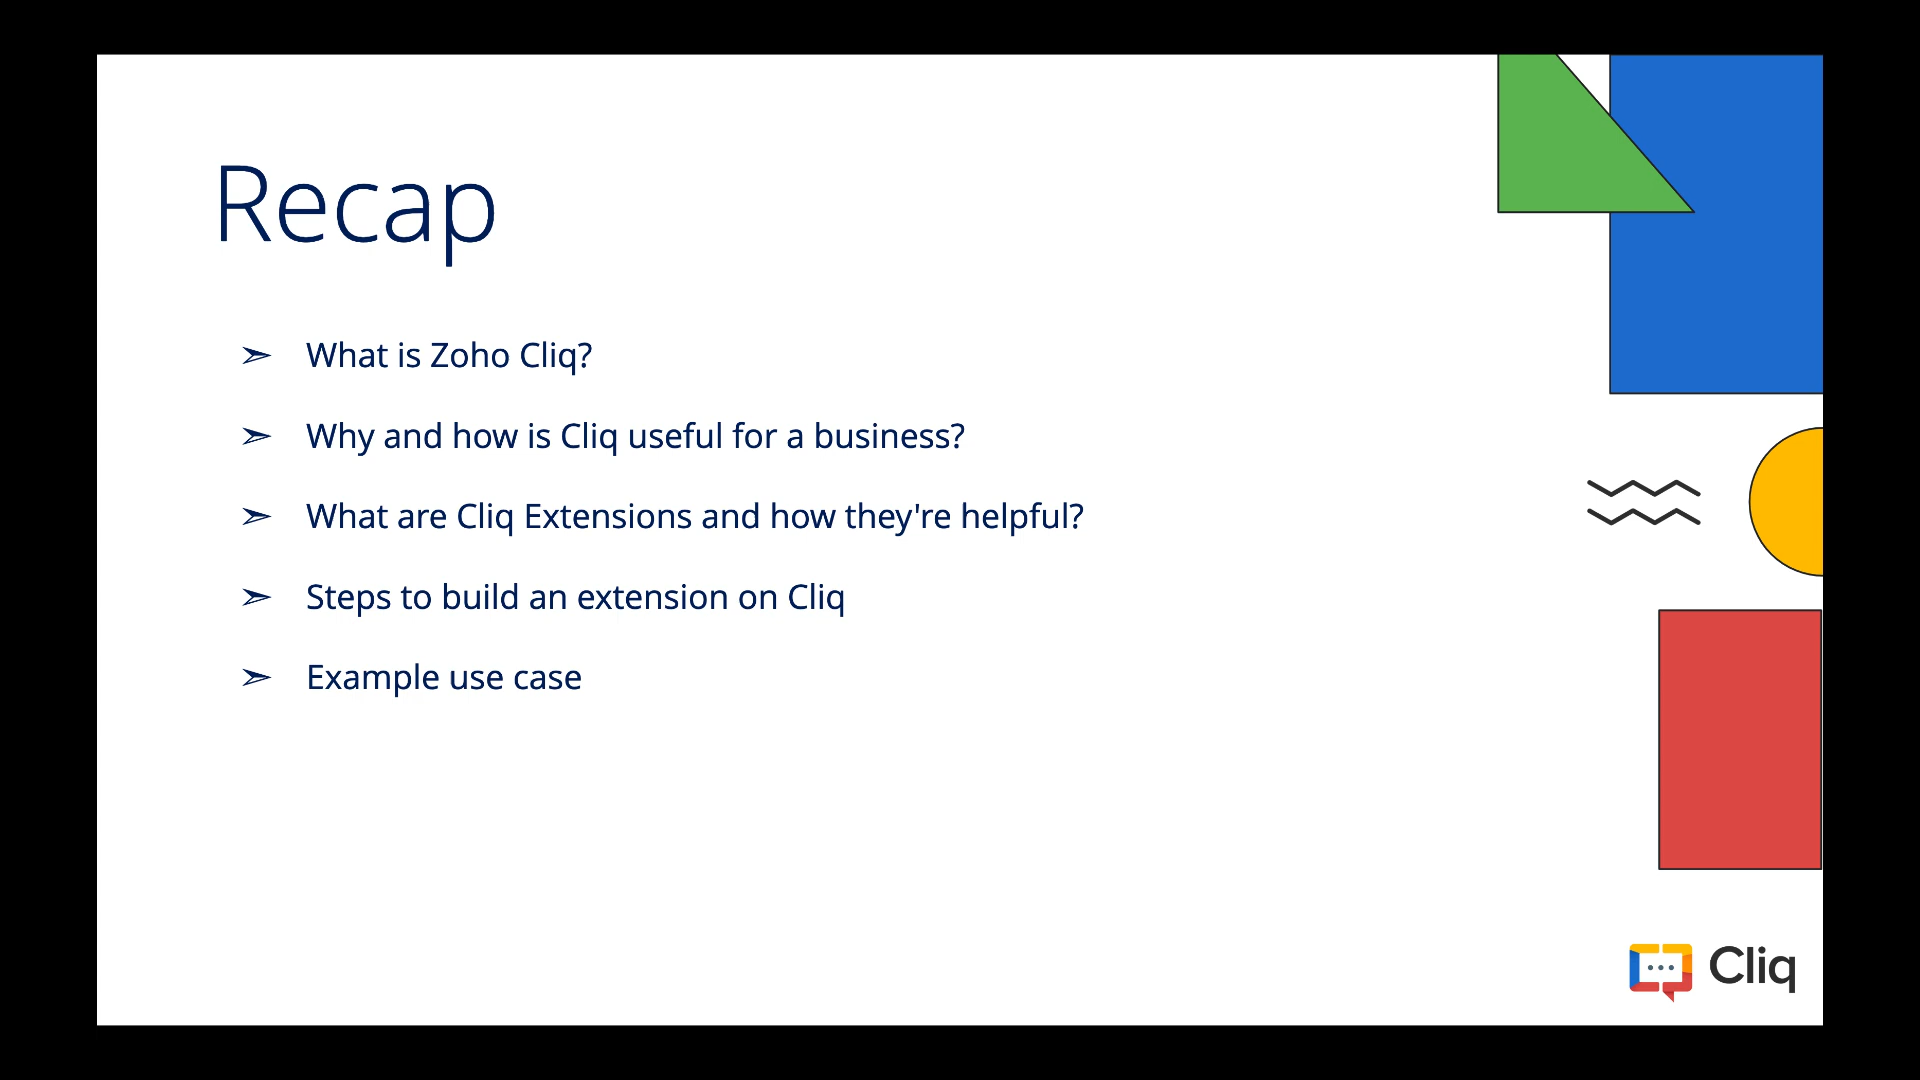 Recap
➢ What is Zoho Cliq?
➢ Why and how is Cliq useful for a business?
➢ What are Cliq Extensions and how they're helpful?
➢ Steps to build an extension on Cliq
➢ Example use case
Cliq